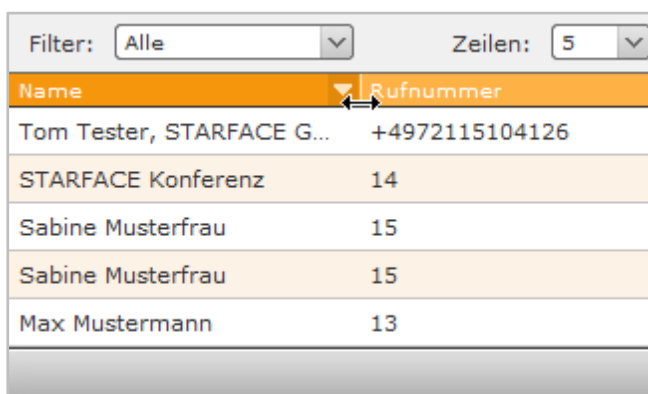 Filter: Alle Zeilen: 5
Name Rufnummer
Tom Tester, STARFACE G... +4972115104126
STARFACE Konferenz 14
Sabine Musterfrau 15
Sabine Musterfrau 15
Max Mustermann 13